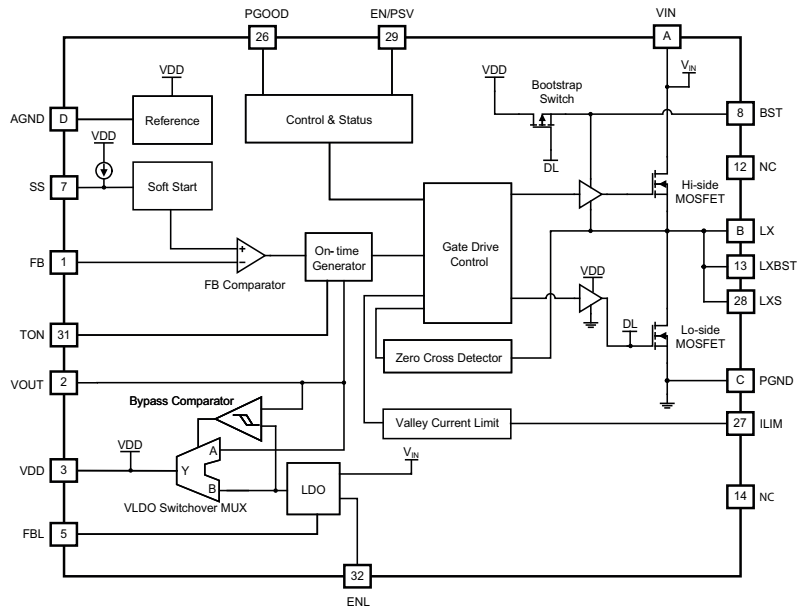 PGOOD
EN/PSV
VIN
26
29
A
VDD
VDD
Bootstrap
Switch
VIN
AGND
D
Reference
Control & Status
8
BST
VDD
DL
12
NC
SS
7
Soft Start
Hi-side
MOSFET
Gate Drive
Control
FB
1
+
–
FB Comparator
On-time
Generator
B
LX
13
LXBST
VDD
28
LXS
TON
31
DL
Lo-side
MOSFET
Zero Cross Detector
VOUT
2
C
PGND
Bypass Comparator
Valley Current Limit
27
ILIM
VDD
3
VDD
Y
A
B
VLDO Switchover MUX
LDO
VIN
14
NC
FBL
5
32
ENL